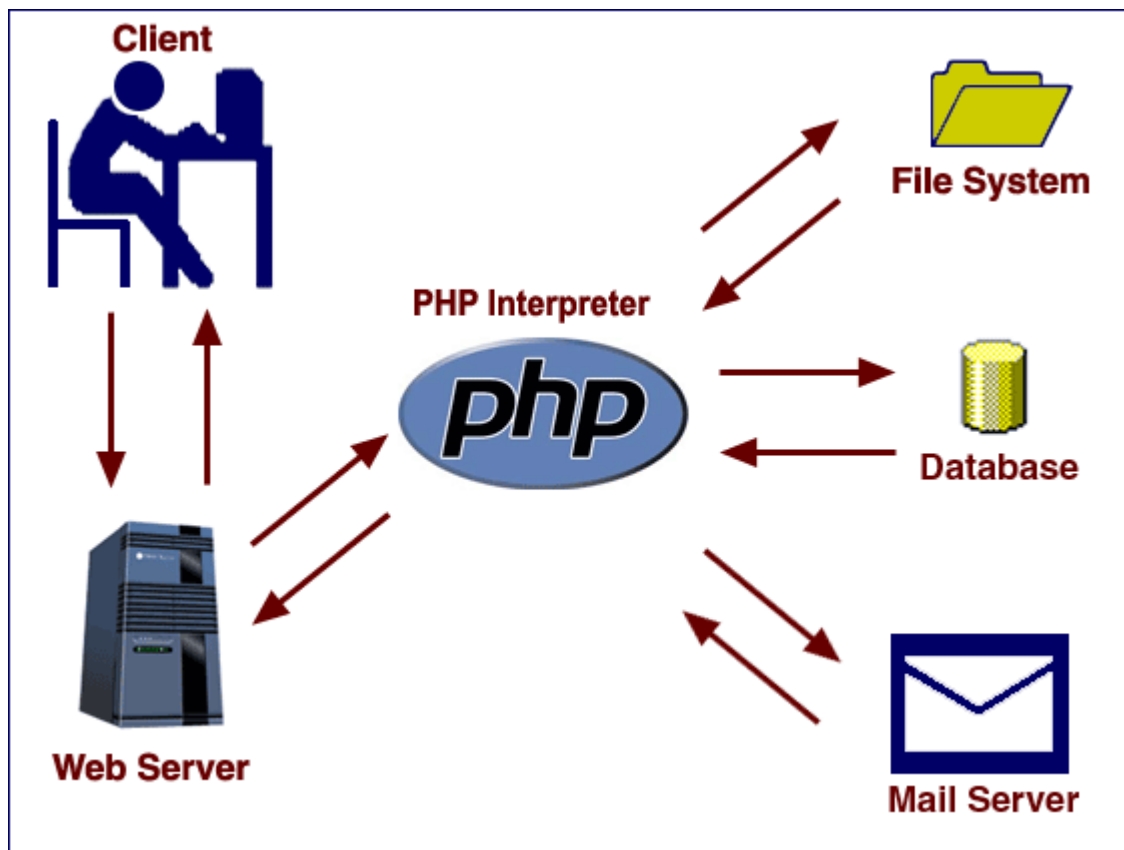 Client
File System
PHP Interpreter
php
Database
Web Server
Mail Server